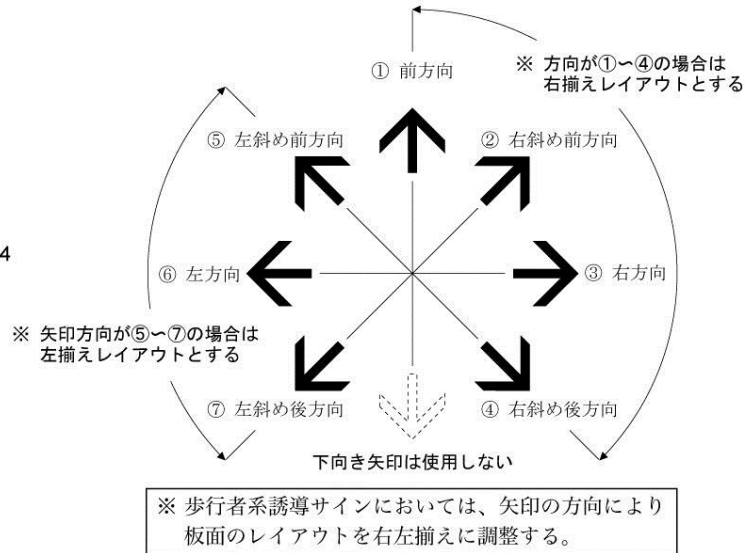 ① 前方向
※ 方向が①〜④の場合は
右揃えレイアウトとする
⑤ 左斜め前方向
② 右斜め前方向
4
⑥ 左方向
③ 右方向
※ 矢印方向が⑤〜⑦の場合は
左揃えレイアウトとする
⑦ 左斜め後方向
④ 右斜め後方向
下向き矢印は使用しない
※ 歩行者系誘導サインにおいては、矢印の方向により
板面のレイアウトを右左揃えに調整する。